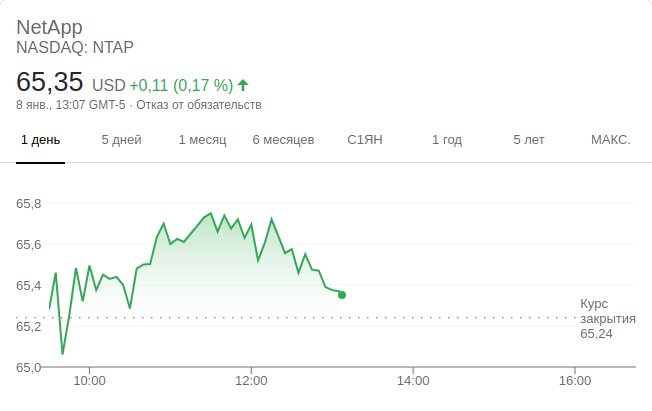 NetApp
NASDAQ: NTAP
65,35 USD +0,11 (0,17 %)
8 янв., 13:07 GMT-5 · Отказ от обязательств
1 день 5 дней 1 месяц 6 месяцев С1ЯН 1 год 5 лет МАКС.
65,8
65,6
65,4
Курс
закрытия
65,24
65,2
65,0
10:00 12:00 14:00 16:00